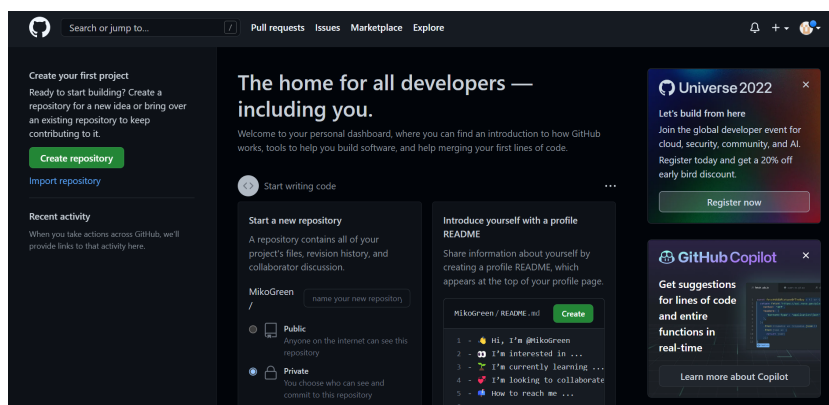 Search or jump to...
/
Pull requests Issues Marketplace Explore
Create your first project
Ready to start building? Create a
repository for a new idea or bring over
an existing repository to keep
contributing to it.
Create repository
Import repository
Recent activity
When you take actions across GitHub, we'll
provide links to that activity here.
The home for all developers —
including you.
Welcome to your personal dashboard, where you can find an introduction to how GitHub
works, tools to help you build software, and help merging your first lines of code.
Start writing code
Start a new repository
A repository contains all of your
project's files, revision history, and
collaborator discussion.
MikoGreen
/
name your new repository
Public
Anyone on the internet can see this
repository
Private
You choose who can see and
commit to this repository
Introduce yourself with a profile
README
Share information about yourself by
creating a profile README, which
appears at the top of your profile page.
MikoGreen / README.md
Create
1 - 👋 Hi, I'm @MikoGreen
2 - 👀 I'm interested in ...
3 - 🌱 I'm currently learning ...
4 - 💞️ I'm looking to collaborate
5 - 📫 How to reach me ...
Universe 2022
Let's build from here
Join the global developer event for
cloud, security, community, and AI.
Register today and get a 20% off
early bird discount.
Register now
GitHub Copilot
Get suggestions
for lines of code
and entire
functions in
real-time
Learn more about Copilot